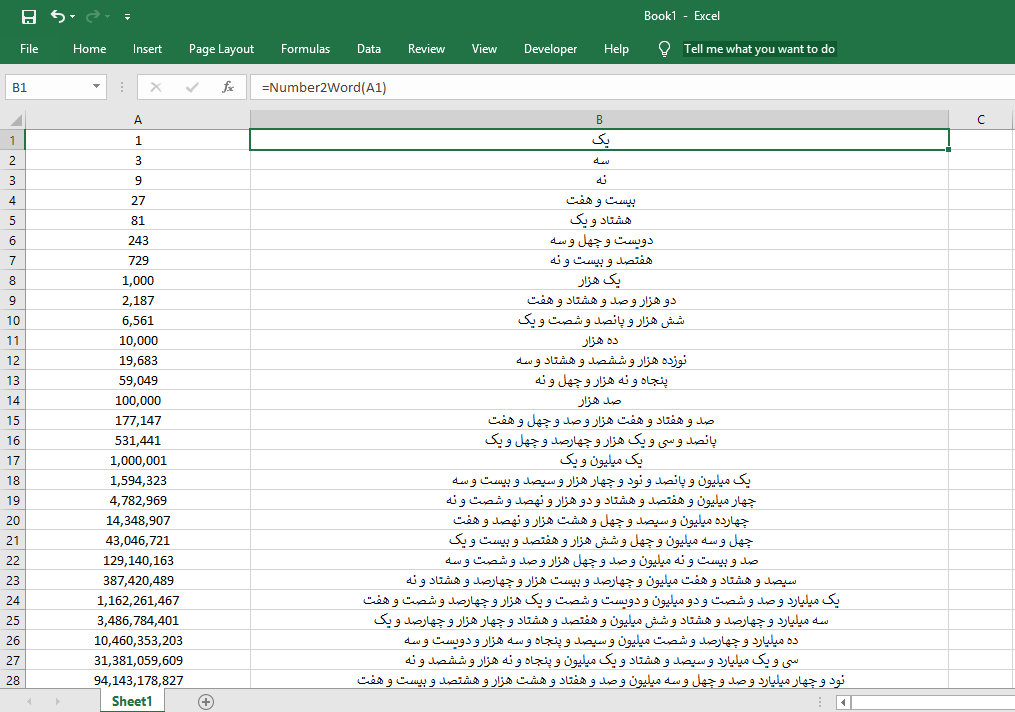 Book1 - Excel
File Home Insert Page Layout Formulas Data Review View Developer Help Tell me what you want to do
B1 fx =Number2Word(A1)
A B C
1 1 یک
2 3 سه
3 9 نه
4 27 بیست و هفت
5 81 هشتاد و یک
6 243 دویست و چهل و سه
7 729 هفتصد و بیست و نه
8 1,000 یک هزار
9 2,187 دو هزار و صد و هشتاد و هفت
10 6,561 شش هزار و پانصد و شصت و یک
11 10,000 ده هزار
12 19,683 نوزده هزار و ششصد و هشتاد و سه
13 59,049 پنجاه و نه هزار و چهل و نه
14 100,000 صد هزار
15 177,147 صد و هفتاد و هفت هزار و صد و چهل و هفت
16 531,441 پانصد و سی و یک هزار و چهارصد و چهل و یک
17 1,000,001 یک میلیون و یک
18 1,594,323 یک میلیون و پانصد و نود و چهار هزار و سیصد و بیست و سه
19 4,782,969 چهار میلیون و هفتصد و هشتاد و دو هزار و نهصد و شصت و نه
20 14,348,907 چهارده میلیون و سیصد و چهل و هشت هزار و نهصد و هفت
21 43,046,721 چهل و سه میلیون و چهل و شش هزار و هفتصد و بیست و یک
22 129,140,163 صد و بیست و نه میلیون و صد و چهل هزار و صد و شصت و سه
23 387,420,489 سیصد و هشتاد و هفت میلیون و چهارصد و بیست هزار و چهارصد و هشتاد و نه
24 1,162,261,467 یک میلیارد و صد و شصت و دو میلیون و دویست و شصت و یک هزار و چهارصد و شصت و هفت
25 3,486,784,401 سه میلیارد و چهارصد و هشتاد و شش میلیون و هفتصد و هشتاد و چهار هزار و چهارصد و یک
26 10,460,353,203 ده میلیارد و چهارصد و شصت میلیون و سیصد و پنجاه و سه هزار و دویست و سه
27 31,381,059,609 سی و یک میلیارد و سیصد و هشتاد و یک میلیون و پنجاه و نه هزار و ششصد و نه
28 94,143,178,827 نود و چهار میلیارد و صد و چهل و سه میلیون و صد و هفتاد و هشت هزار و هشتصد و بیست و هفت
Sheet1